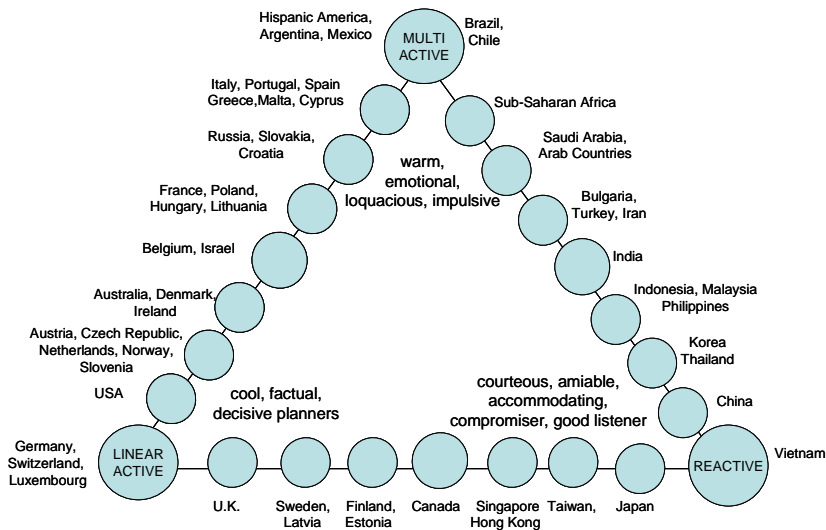 Hispanic America,
Argentina, Mexico
MULTI
ACTIVE
Brazil,
Chile
Italy, Portugal, Spain
Greece,Malta, Cyprus
Sub-Saharan Africa
Russia, Slovakia,
Croatia
Saudi Arabia,
Arab Countries
warm,
emotional,
loquacious, impulsive
France, Poland,
Hungary, Lithuania
Bulgaria,
Turkey, Iran
Belgium, Israel
India
Australia, Denmark,
Ireland
Indonesia, Malaysia
Philippines
Austria, Czech Republic,
Netherlands, Norway,
Slovenia
Korea
Thailand
USA
cool, factual,
decisive planners
courteous, amiable,
accommodating,
compromiser, good listener
China
Germany,
Switzerland,
Luxembourg
LINEAR
ACTIVE
REACTIVE
Vietnam
U.K.
Sweden,
Latvia
Finland,
Estonia
Canada
Singapore
Hong Kong
Taiwan,
Japan